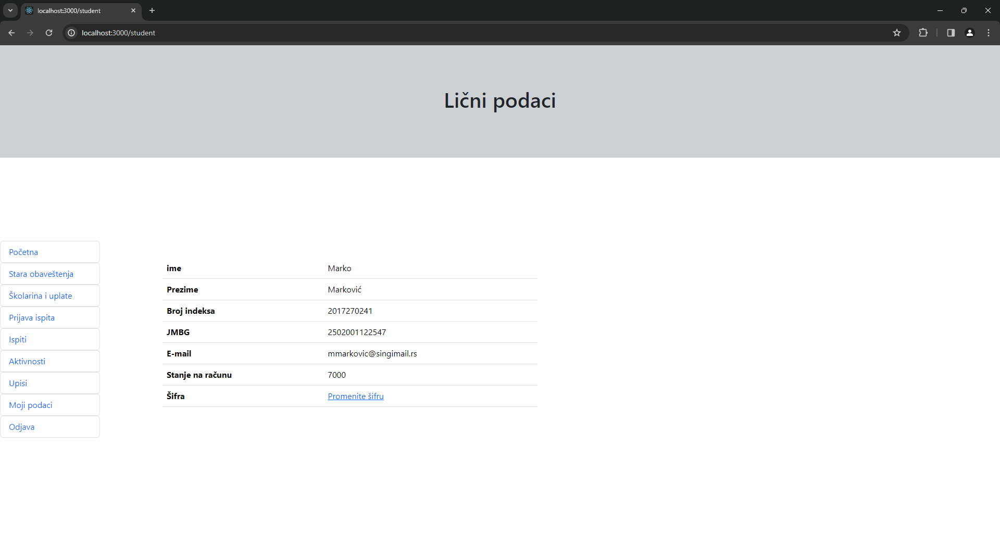 localhost:3000/student
localhost:3000/student
Lični podaci
Početna
Stara obaveštenja
Školarina i uplate
Prijava ispita
Ispiti
Aktivnosti
Upisi
Moji podaci
Odjava
ime Marko
Prezime Marković
Broj indeksa 2017270241
JMBG 2502001122547
E-mail mmarkovic@singimail.rs
Stanje na računu 7000
Šifra Promenite šifru